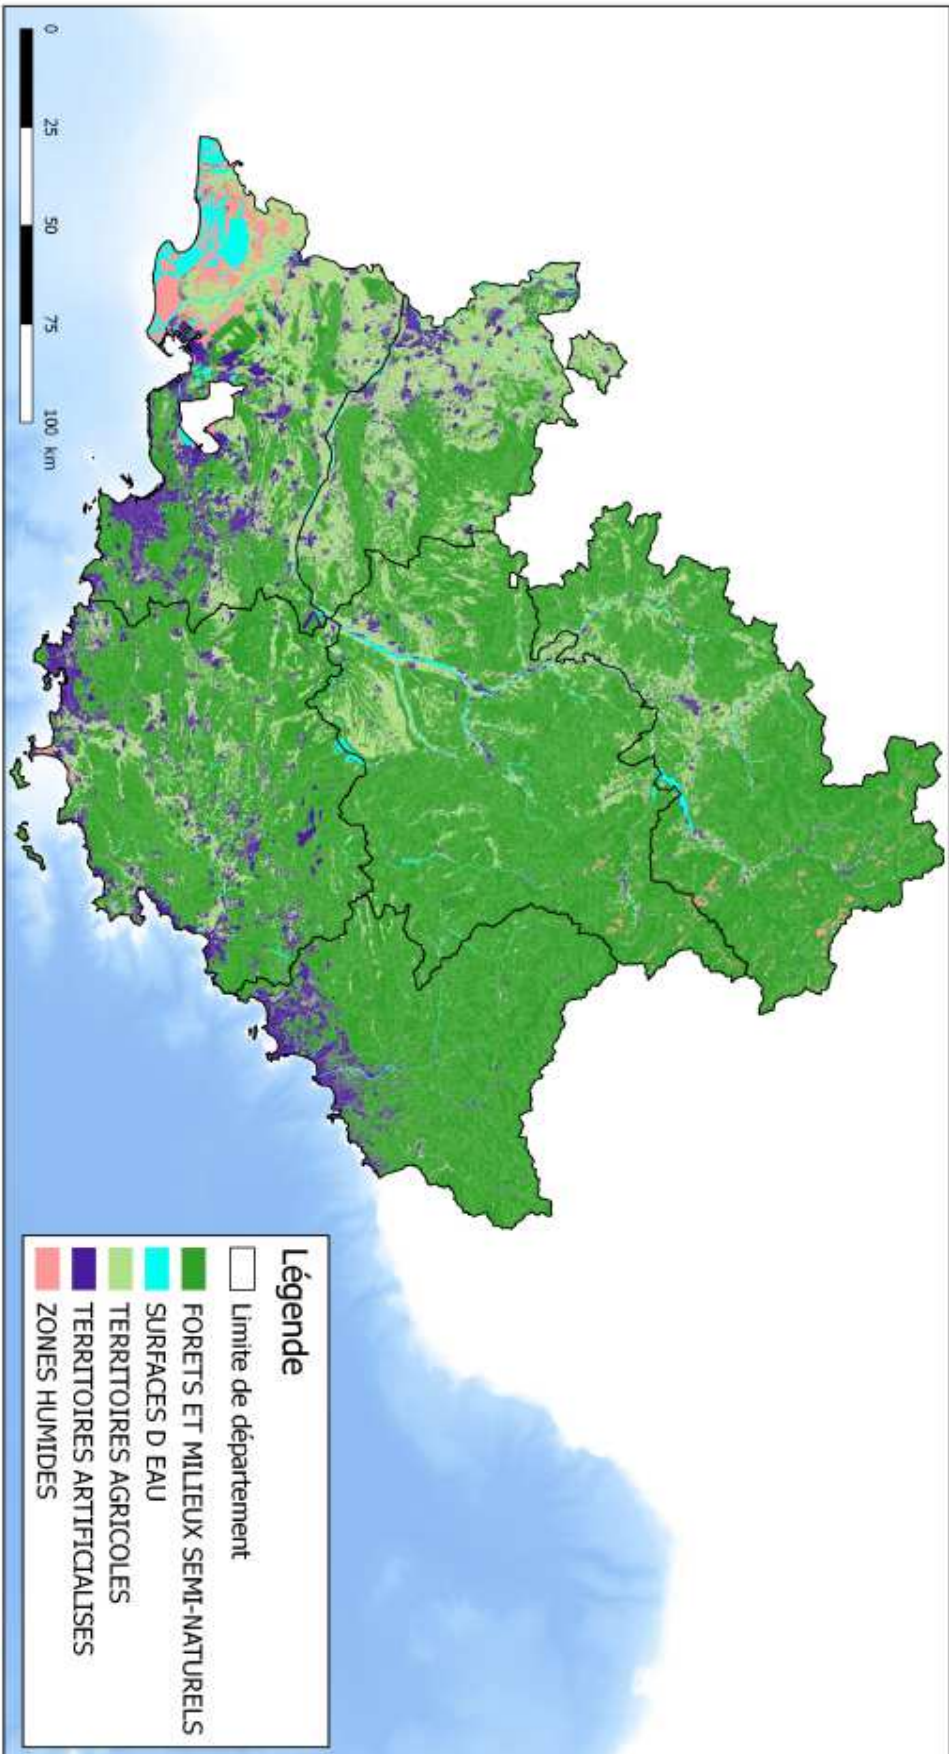 Légende
Limite de département
FORETS ET MILIEUX SEMI-NATURELS
SURFACES D EAU
TERRITOIRES AGRICOLES
TERRITOIRES ARTIFICIALISES
ZONES HUMIDES
0 25 50 75 100 km